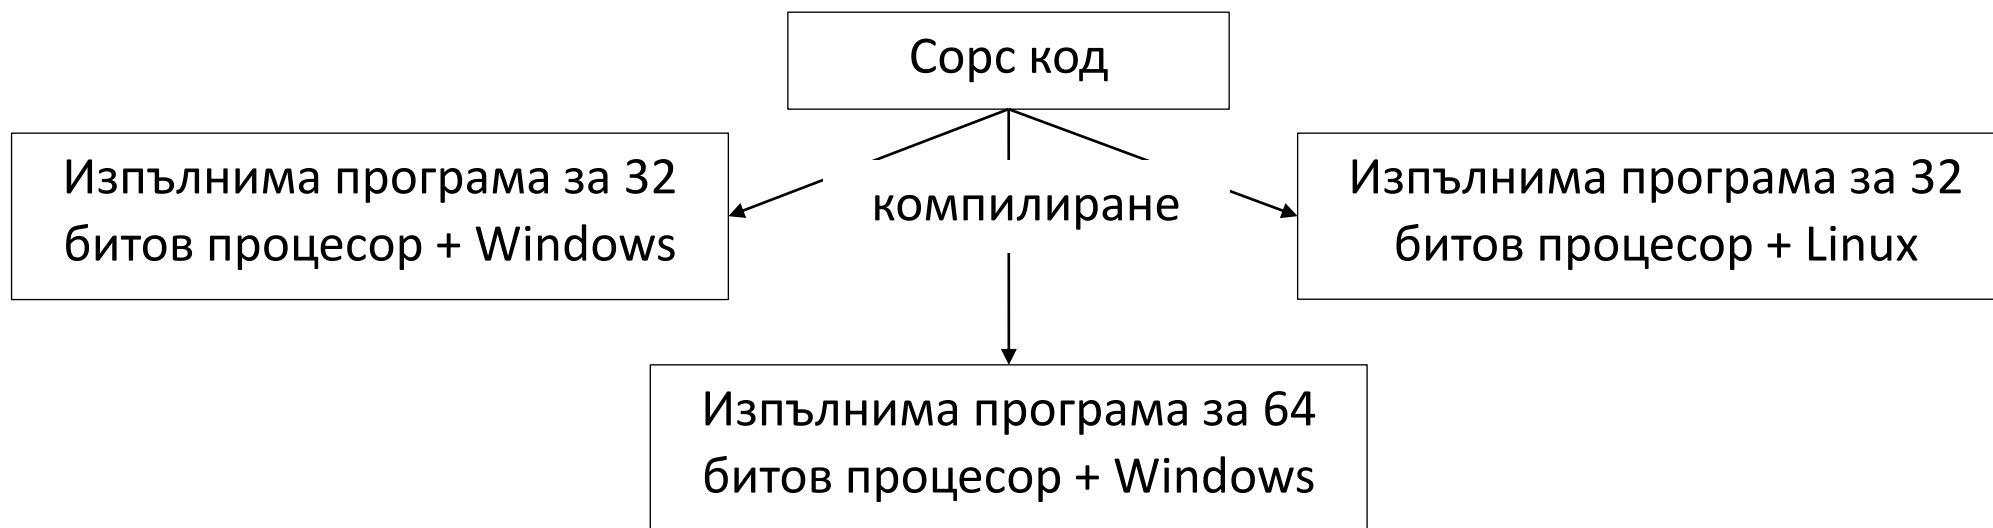 Сорс код
Изпълнима програма за 32
битов процесор + Windows
компилиране
Изпълнима програма за 32
битов процесор + Linux
Изпълнима програма за 64
битов процесор + Windows